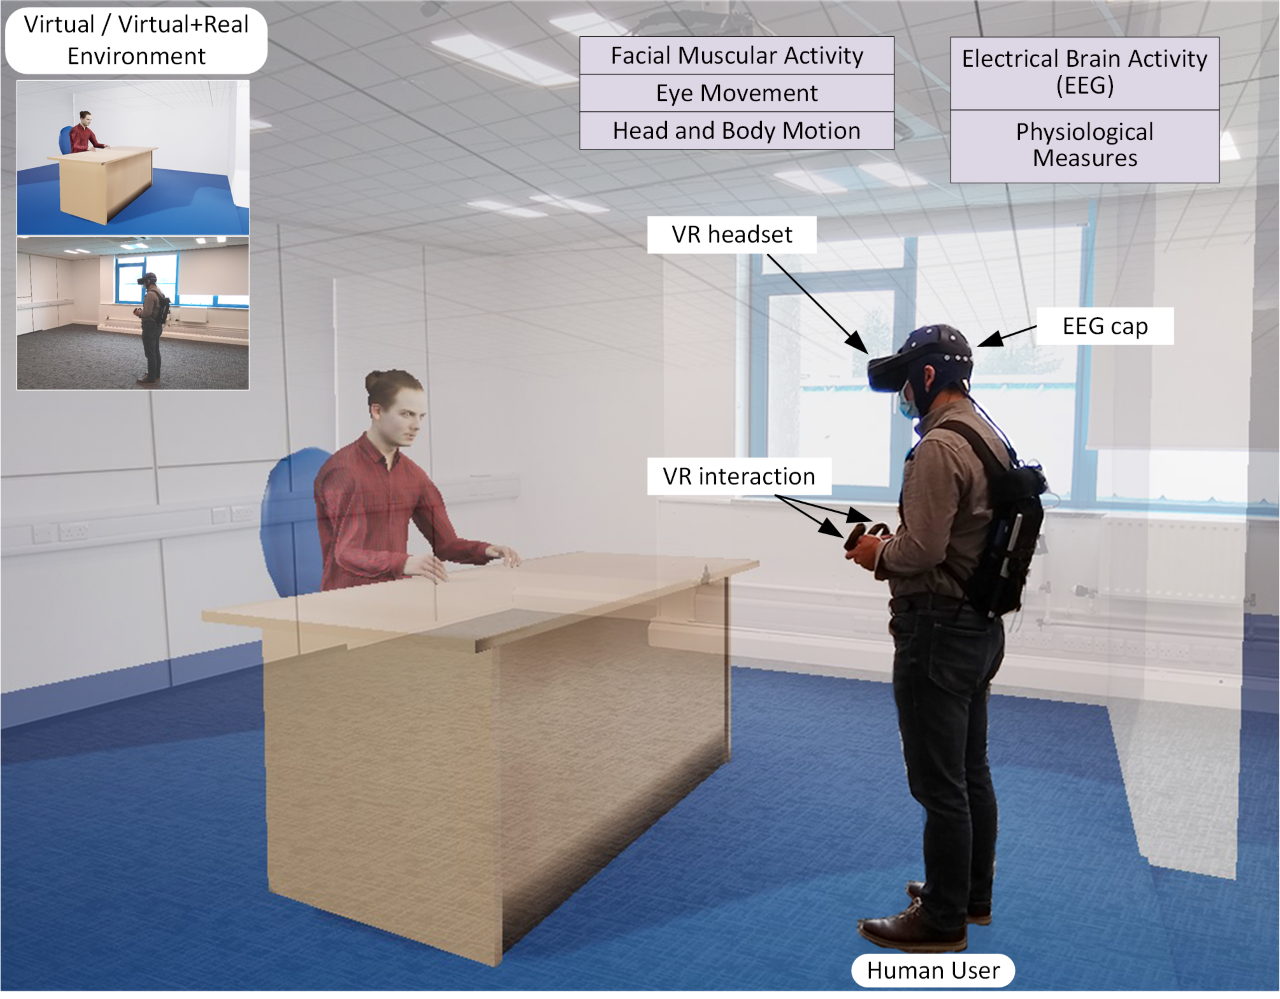 Virtual / Virtual+Real
Environment
Facial Muscular Activity
Eye Movement
Head and Body Motion
Electrical Brain Activity
(EEG)
Physiological
Measures
VR headset
EEG cap
VR interaction
Human User